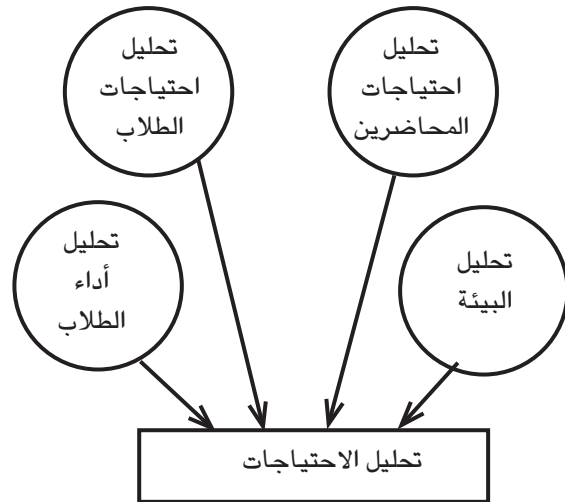 تحليل
احتياجات
المحاضرين
تحليل
احتياجات
الطلاب
تحليل
البيئة
تحليل
أداء
الطلاب
تحليل الاحتياجات